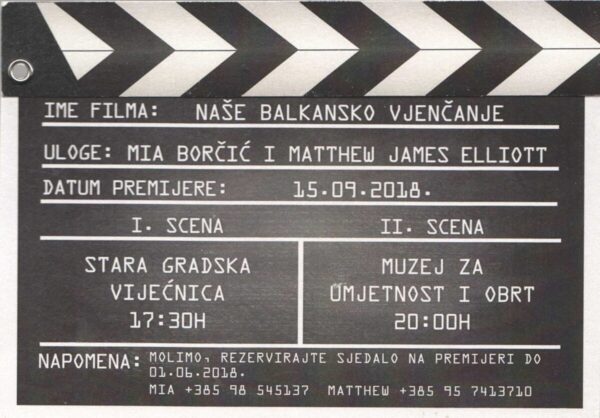 IME FILMA: NAŠE BALKANSKO VJENČANJE
ULOGE: MIA BORČIĆ I MATTHEW JAMES ELLIOTT
DATUM PREMIJERE: 15.09.2018.
I. SCENA
STARA GRADSKA
VIJEĆNICA
17:30H
II. SCENA
MUZEJ ZA
UMJETNOST I OBRT
20:00H
NAPOMENA: MOLIMO, REZERVIRAJTE SJEDALO NA PREMIJERI DO
01.06.2018.
MIA +385 98 545137 MATTHEW +385 95 7413710